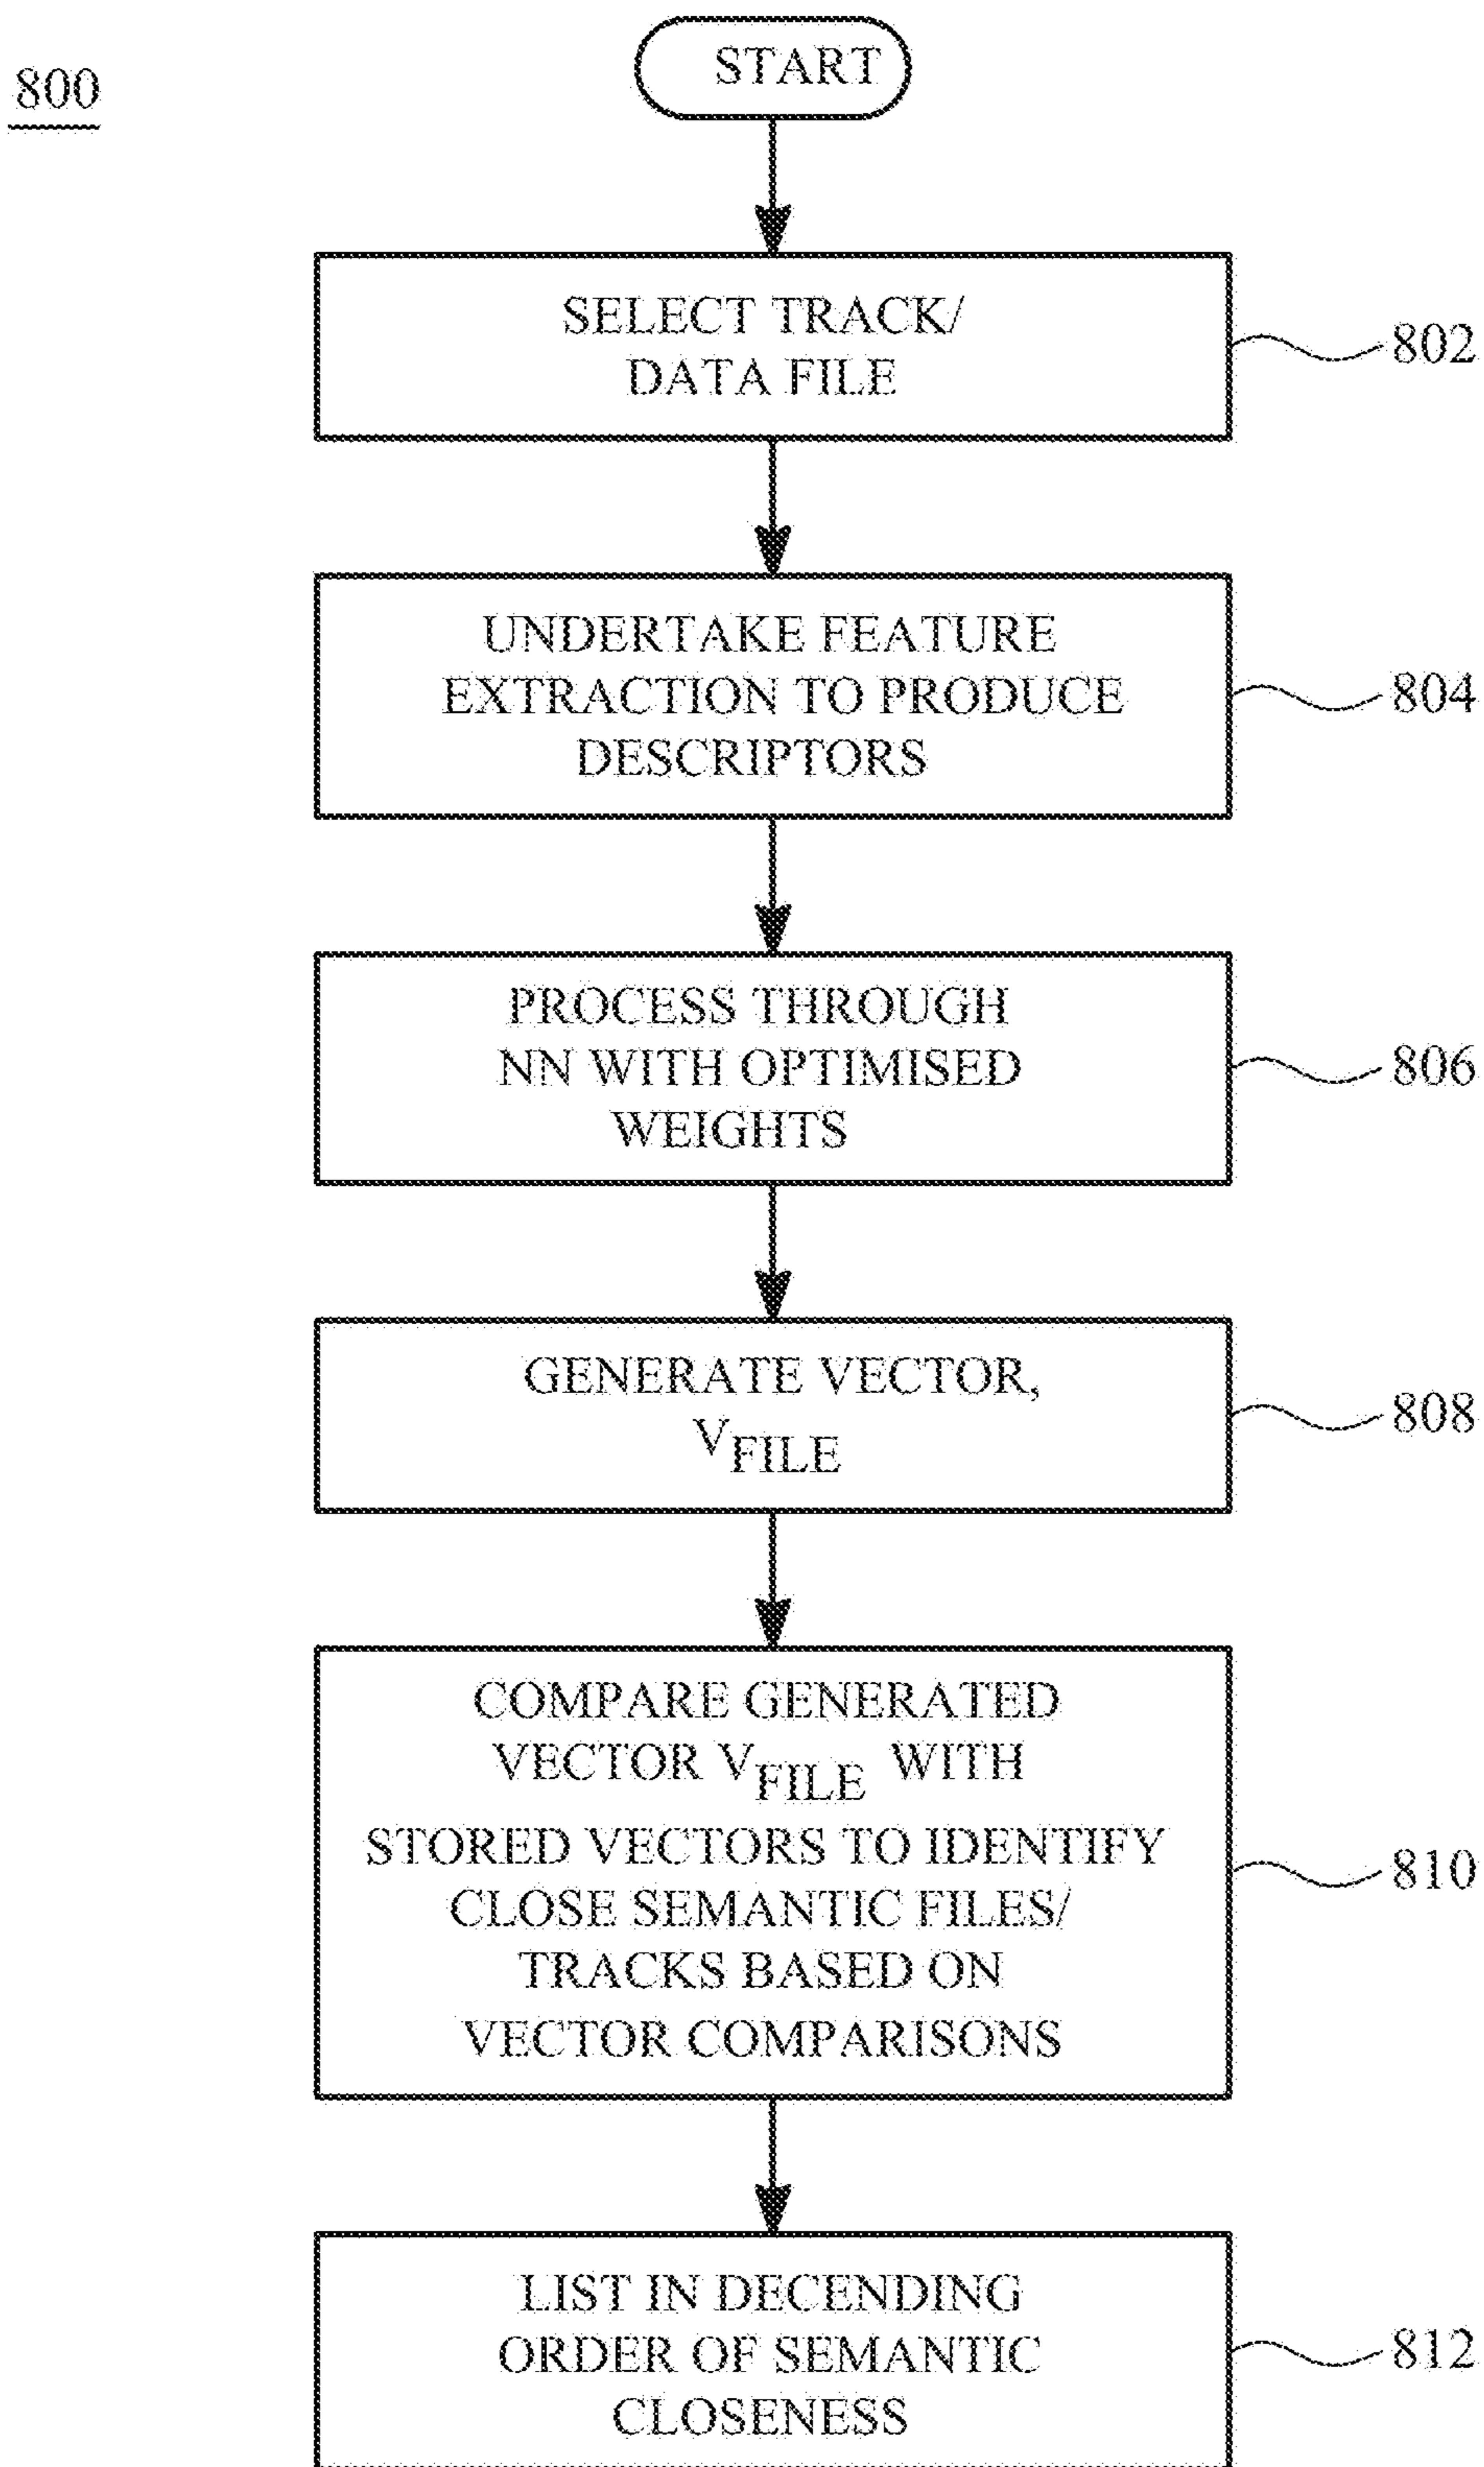 800
START
SELECT TRACK/
DATA FILE
802
UNDERTAKE FEATURE
EXTRACTION TO PRODUCE
DESCRIPTORS
804
PROCESS THROUGH
NN WITH OPTIMISED
WEIGHTS
806
GENERATE VECTOR,
VFILE
808
COMPARE GENERATED
VECTOR VFILE WITH
STORED VECTORS TO IDENTIFY
CLOSE SEMANTIC FILES/
TRACKS BASED ON
VECTOR COMPARISONS
810
LIST IN DECENDING
ORDER OF SEMANTIC
CLOSENESS
812